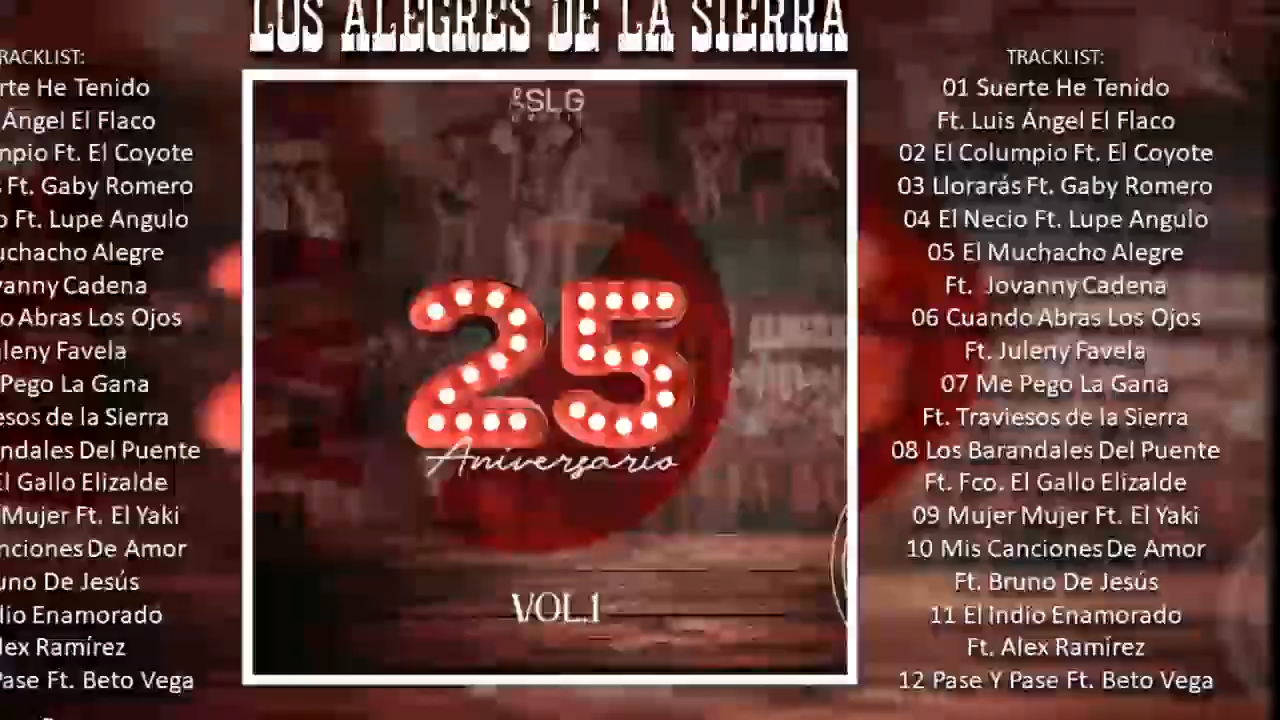 LOS ALEGRES DE LA SIERRA
RACKLIST:
rte He Tenido
Ángel El Flaco
mpio Ft. El Coyote
s Ft. Gaby Romero
o Ft. Lupe Angulo
uchacho Alegre
vanny Cadena
o Abras Los Ojos
leny Favela
Pego La Gana
esos de la Sierra
ndales Del Puente
El Gallo Elizalde
Mujer Ft. El Yaki
nciones De Amor
uno De Jesús
dio Enamorado
lex Ramírez
Pase Ft. Beto Vega
SLG
25
Aniversario
VOL.1
TRACKLIST:
01 Suerte He Tenido
Ft. Luis Ángel El Flaco
02 El Columpio Ft. El Coyote
03 Llorarás Ft. Gaby Romero
04 El Necio Ft. Lupe Angulo
05 El Muchacho Alegre
Ft. Jovanny Cadena
06 Cuando Abras Los Ojos
Ft. Juleny Favela
07 Me Pego La Gana
Ft. Traviesos de la Sierra
08 Los Barandales Del Puente
Ft. Fco. El Gallo Elizalde
09 Mujer Mujer Ft. El Yaki
10 Mis Canciones De Amor
Ft. Bruno De Jesús
11 El Indio Enamorado
Ft. Alex Ramírez
12 Pase Y Pase Ft. Beto Vega